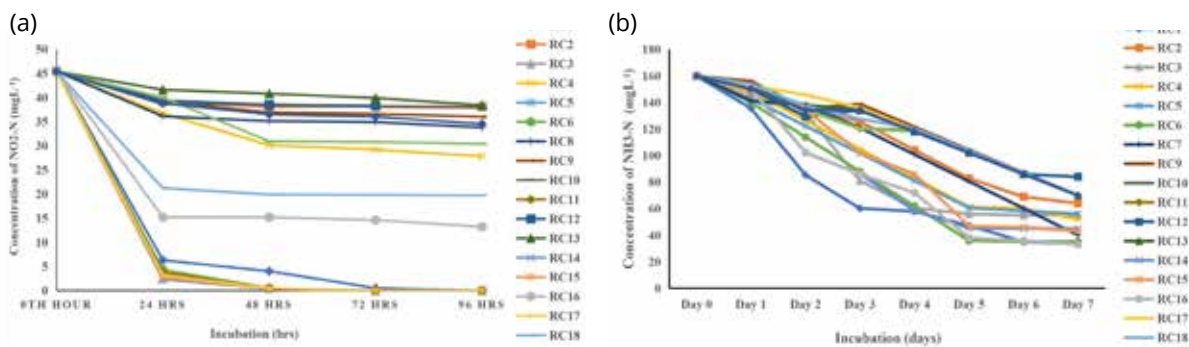 (a)
50
45
40
35
30
25
20
15
10
5
0
Concentration of NO2-N (mgL-1)
0TH HOUR 24 HRS 48 HRS 72 HRS 96 HRS
Incubation (hrs)
RC2
RC3
RC4
RC5
RC6
RC8
RC9
RC10
RC11
RC12
RC13
RC14
RC15
RC16
RC17
RC18
(b)
180
160
140
120
100
80
60
40
20
0
Concentration of NH3-N (mgL-1)
Day 0 Day 1 Day 2 Day 3 Day 4 Day 5 Day 6 Day 7
Incubation (days)
RC1
RC2
RC3
RC4
RC5
RC6
RC7
RC9
RC10
RC11
RC12
RC13
RC14
RC15
RC16
RC17
RC18